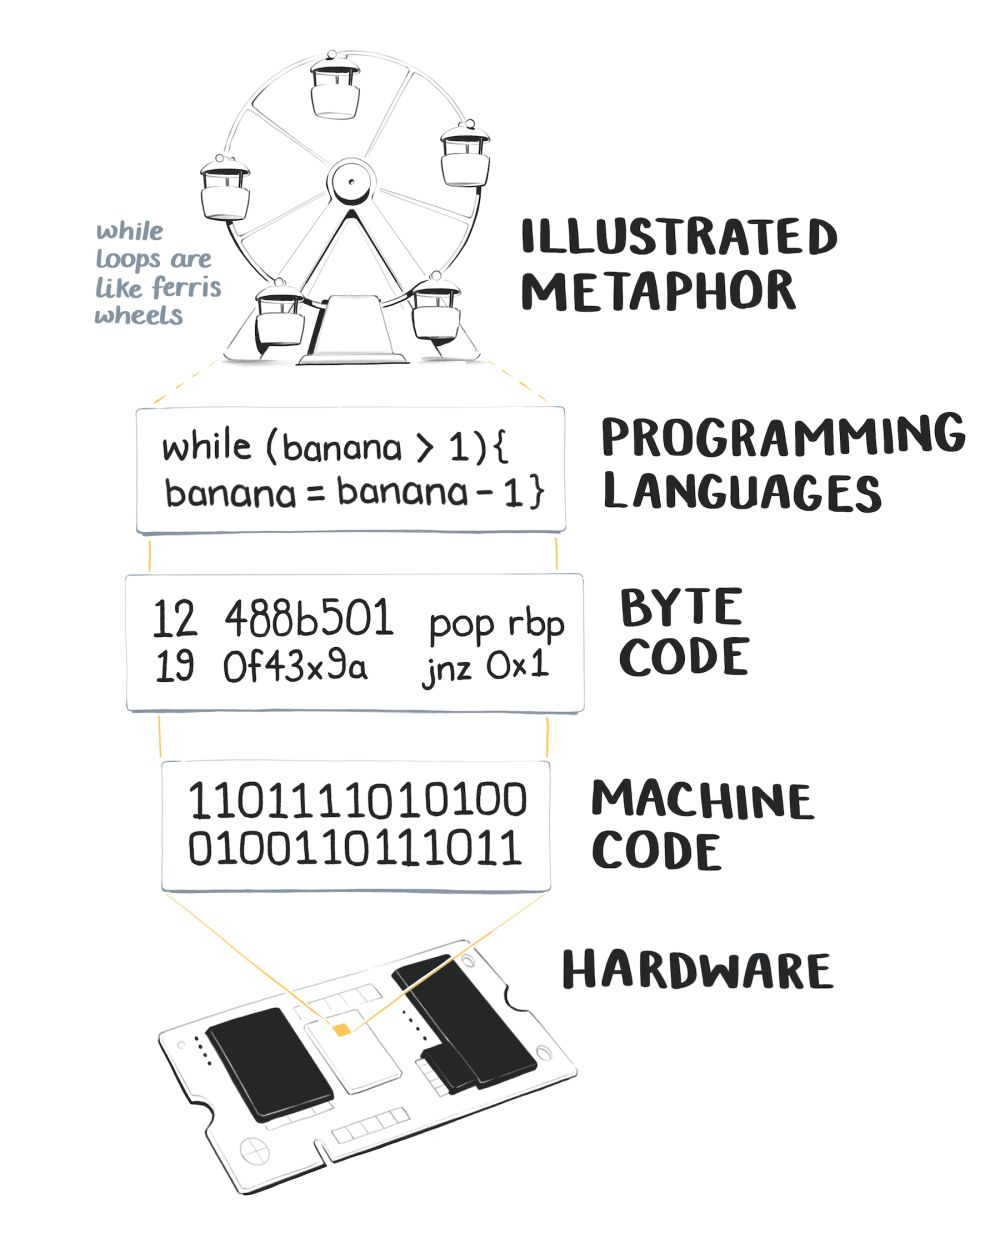 while
loops are
like ferris
wheels
ILLUSTRATED
METAPHOR
while (banana > 1){
banana = banana - 1}
PROGRAMMING
LANGUAGES
12 488b501 pop rbp
19 0f43x9a jnz 0x1
BYTE
CODE
1101111010100
0100110111011
MACHINE
CODE
HARDWARE